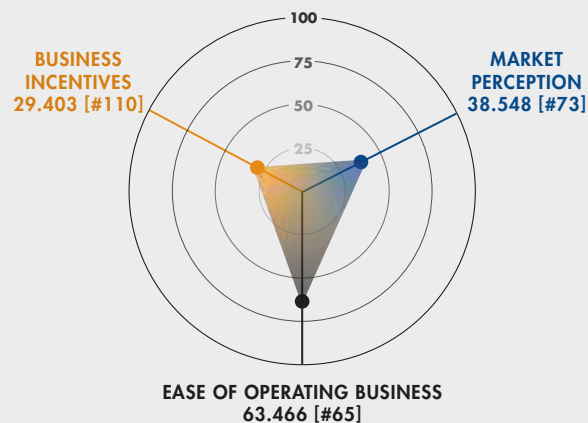 100
75
50
25
BUSINESS
INCENTIVES
29.403 [#110]
MARKET
PERCEPTION
38.548 [#73]
EASE OF OPERATING BUSINESS
63.466 [#65]